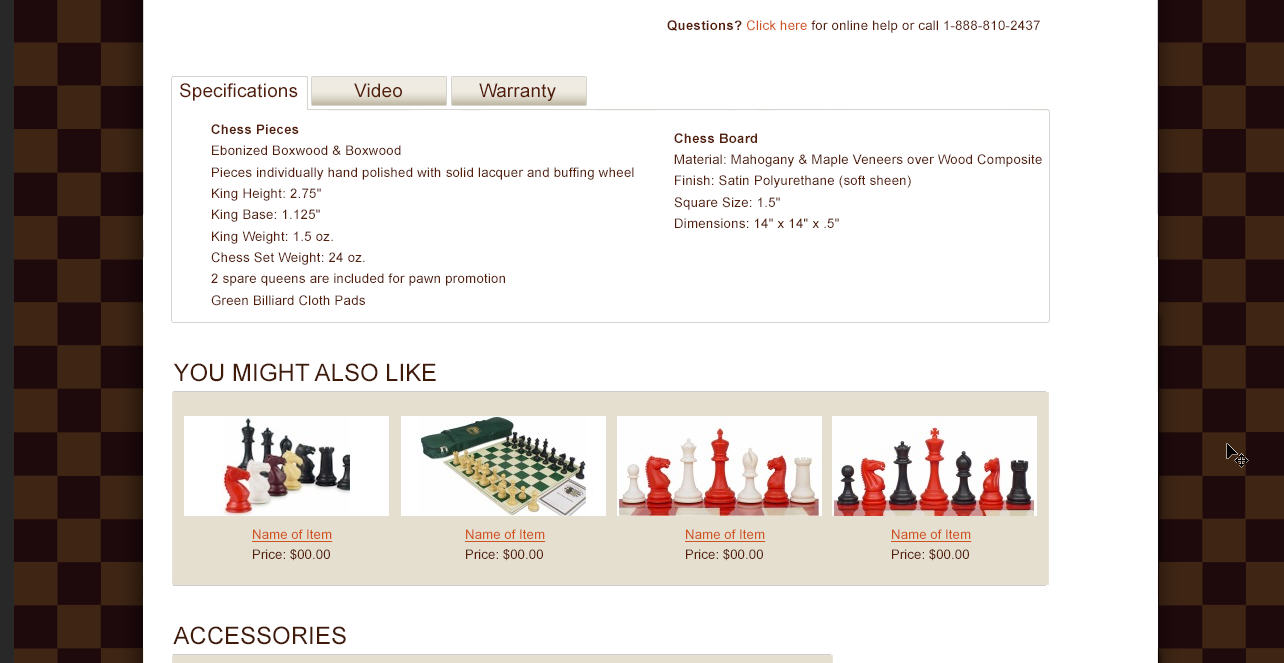 Questions? Click here for online help or call 1-888-810-2437
Specifications
Video
Warranty
Chess Pieces
Ebonized Boxwood & Boxwood
Pieces individually hand polished with solid lacquer and buffing wheel
King Height: 2.75"
King Base: 1.125"
King Weight: 1.5 oz.
Chess Set Weight: 24 oz.
2 spare queens are included for pawn promotion
Green Billiard Cloth Pads
Chess Board
Material: Mahogany & Maple Veneers over Wood Composite
Finish: Satin Polyurethane (soft sheen)
Square Size: 1.5"
Dimensions: 14" x 14" x .5"
YOU MIGHT ALSO LIKE
Name of Item
Price: $00.00
Name of Item
Price: $00.00
Name of Item
Price: $00.00
Name of Item
Price: $00.00
ACCESSORIES